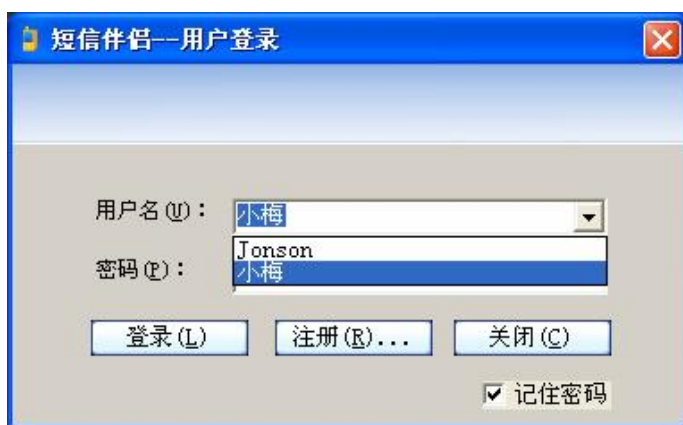 短信伴侣--用户登录
用户名(U)： 小梅
Jonson
密码(P)： 小梅
登录(L) 注册(R)... 关闭(C)
记住密码